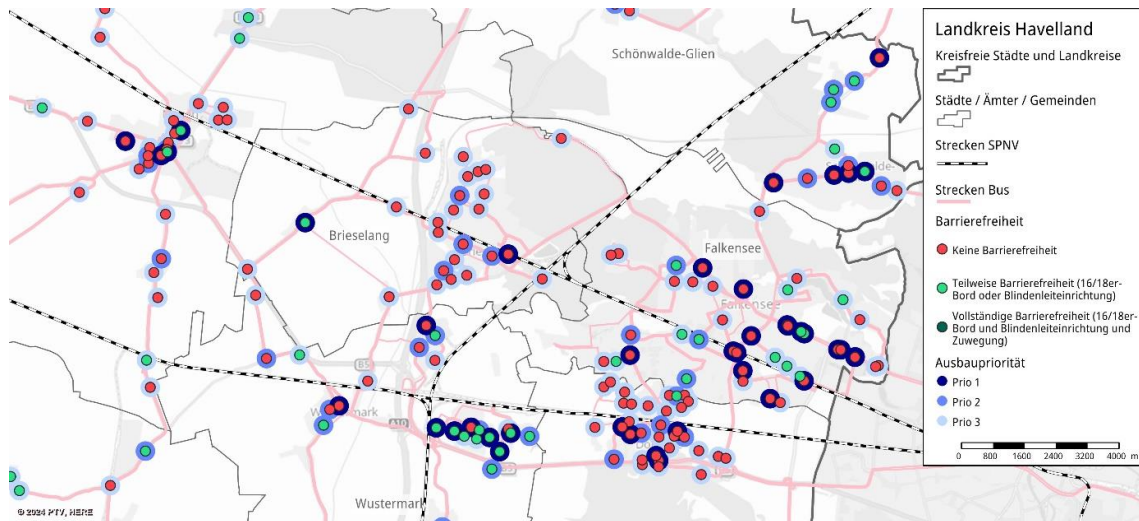 Schönwalde-Glien
Brieselang
Falkensee
Falkensee
B5
A10
Wustermark
© 2024 PTV, HERE
Landkreis Havelland
Kreisfreie Städte und Landkreise
Städte / Ämter / Gemeinden
Strecken SPNV
Strecken Bus
Barrierefreiheit
Keine Barrierefreiheit
Teilweise Barrierefreiheit (16/18er-
Bord oder Blindenleiteinrichtung)
Vollständige Barrierefreiheit (16/18er-
Bord und Blindenleiteinrichtung und
Zuwegung)
Ausbaupriorität
Prio 1
Prio 2
Prio 3
0 800 1600 2400 3200 4000 m